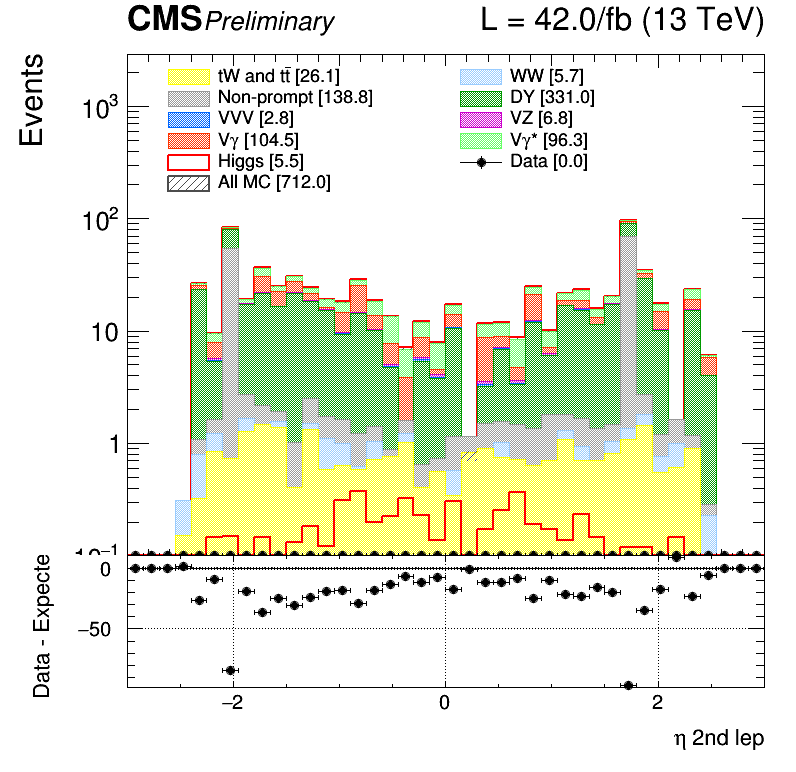 CMS Preliminary L = 42.0/fb (13 TeV)
Events
tW and tt̄ [26.1] WW [5.7]
Non-prompt [138.8] DY [331.0]
VVV [2.8] VZ [6.8]
Vγ [104.5] Vγ* [96.3]
Higgs [5.5] Data [0.0]
All MC [712.0]
10³
10²
10
1
10⁻¹
Data - Expecte
0
−50
−2 0 2
η 2nd lep